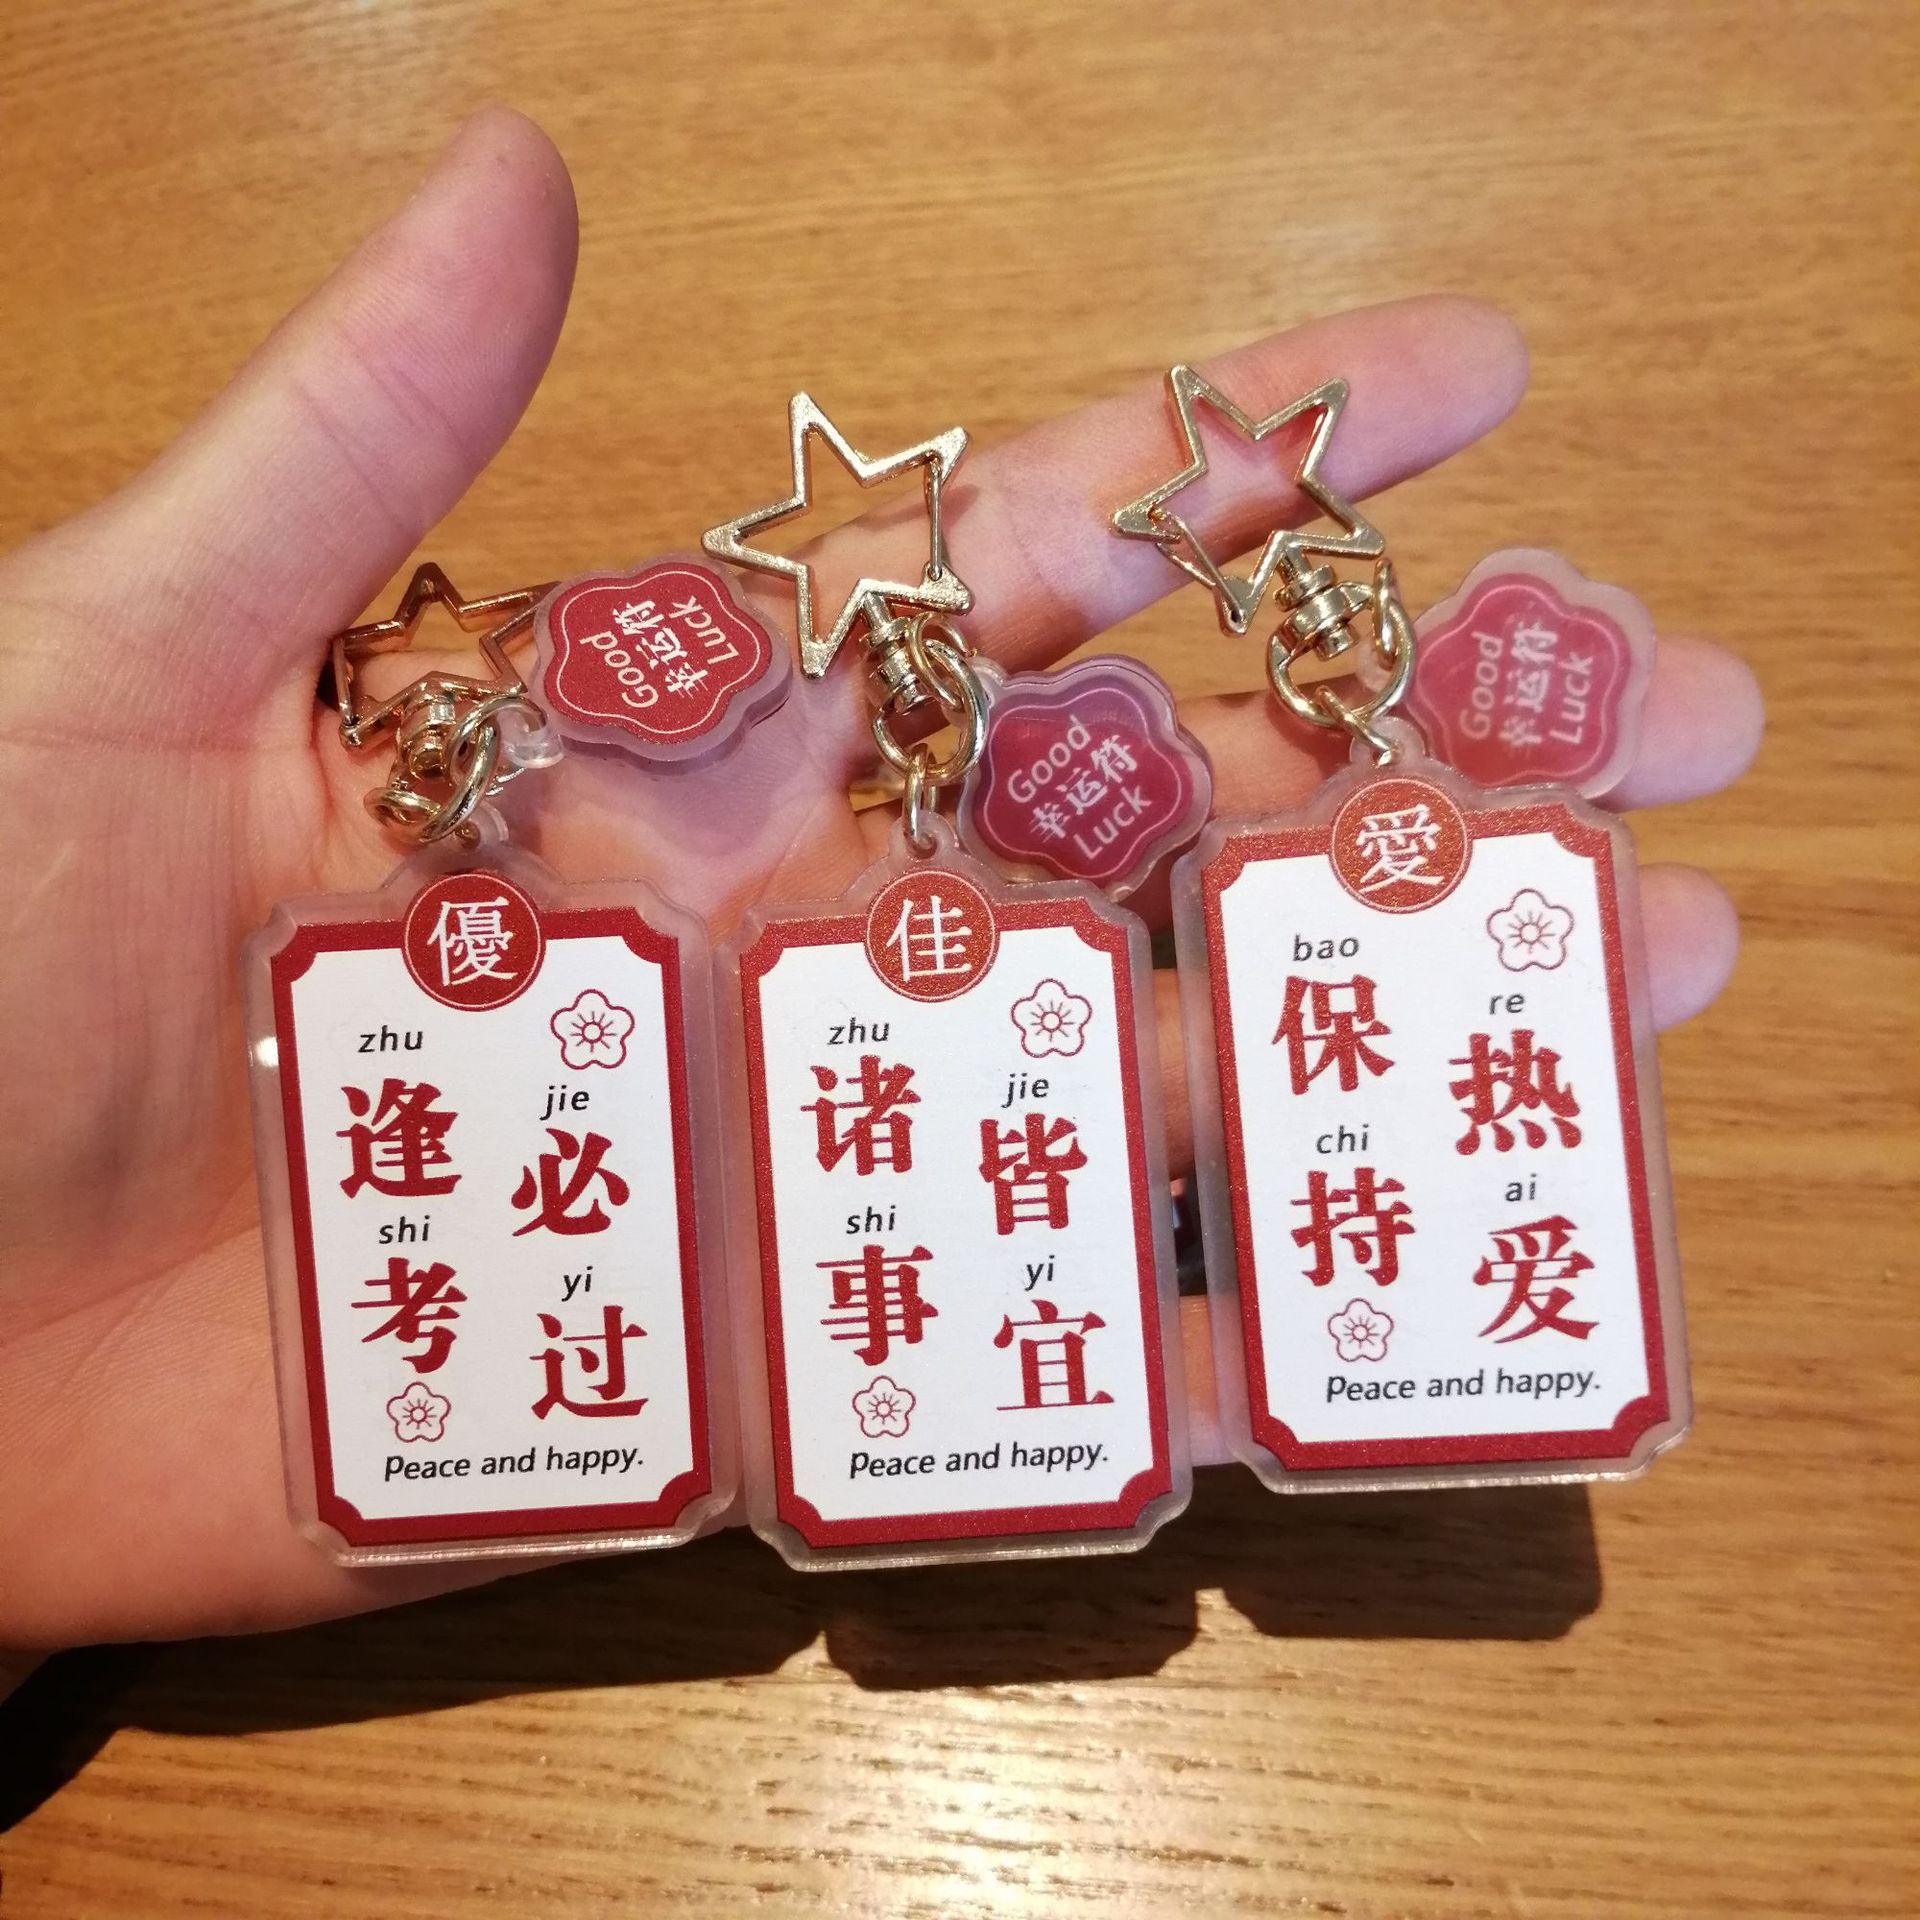 Good
幸运符
Luck
優
zhu
逢
jie
必
shi
考
yi
过
Peace and happy.
Good
幸运符
Luck
佳
zhu
诸
jie
皆
shi
事
yi
宜
Peace and happy.
Good
幸运符
Luck
愛
bao
保
re
热
chi
持
ai
爱
Peace and happy.